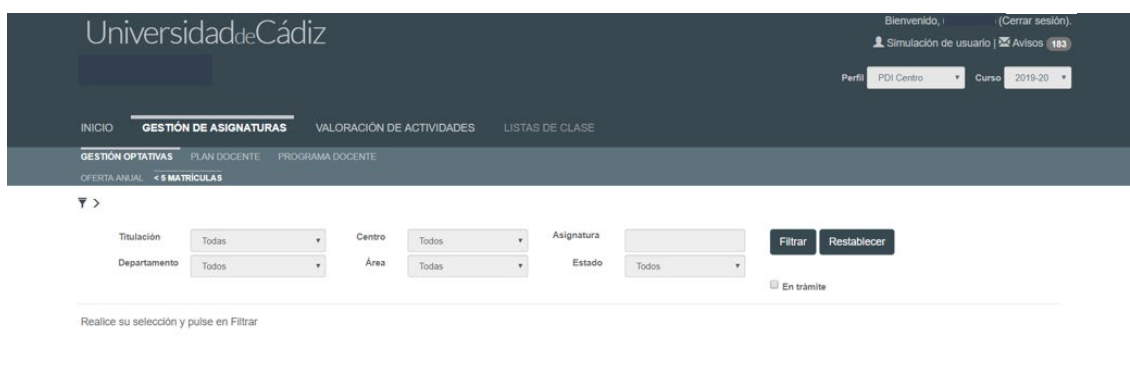 UniversidaddeCádiz
Bienvenido, (Cerrar sesión).
Simulación de usuario | Avisos 183
Perfil PDI Centro Curso 2019-20
INICIO GESTIÓN DE ASIGNATURAS VALORACIÓN DE ACTIVIDADES LISTAS DE CLASE
GESTIÓN OPTATIVAS PLAN DOCENTE PROGRAMA DOCENTE
OFERTA ANUAL < 5 MATRÍCULAS
Titulación Todas Centro Todos Asignatura Filtrar Restablecer
Departamento Todos Área Todas Estado Todos
En trámite
Realice su selección y pulse en Filtrar